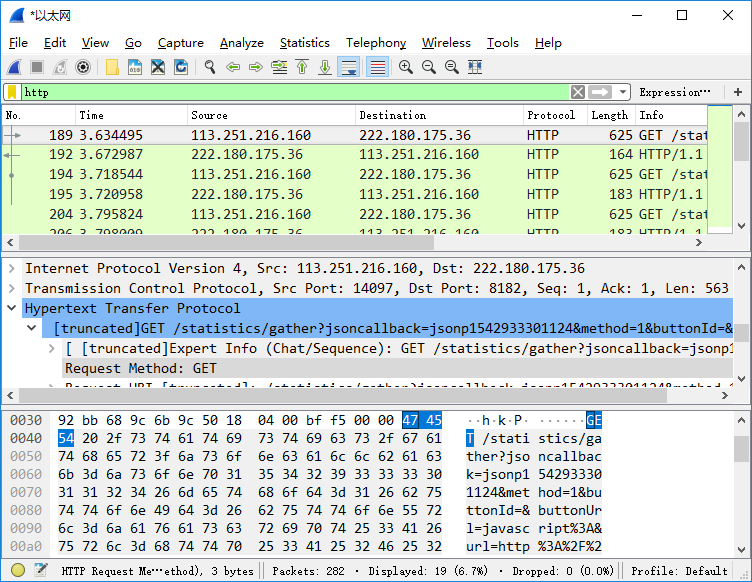 *以太网
File Edit View Go Capture Analyze Statistics Telephony Wireless Tools Help
http Expression… +
No. Time Source Destination Protocol Length Info
189 3.634495 113.251.216.160 222.180.175.36 HTTP 625 GET /stat
192 3.672987 222.180.175.36 113.251.216.160 HTTP 164 HTTP/1.1
194 3.718544 113.251.216.160 222.180.175.36 HTTP 625 GET /stat
195 3.720958 222.180.175.36 113.251.216.160 HTTP 183 HTTP/1.1
204 3.795824 113.251.216.160 222.180.175.36 HTTP 625 GET /stat
206 3.798009 222.180.175.36 113.251.216.160 HTTP 183 HTTP/1.1
Internet Protocol Version 4, Src: 113.251.216.160, Dst: 222.180.175.36
Transmission Control Protocol, Src Port: 14097, Dst Port: 8182, Seq: 1, Ack: 1, Len: 563
Hypertext Transfer Protocol
[truncated]GET /statistics/gather?jsoncallback=jsonp1542933301124&method=1&buttonId=&
[ [truncated]Expert Info (Chat/Sequence): GET /statistics/gather?jsoncallback=jsonp1
Request Method: GET
Request URI [truncated]: /statistics/gather?jsoncallback=jsonp1542933301124&method=1
0030 92 bb 68 9c 6b 9c 50 18 04 00 bf f5 00 00 47 45 ··h·k·P· ······GE
0040 54 20 2f 73 74 61 74 69 73 74 69 63 73 2f 67 61 T /stati stics/ga
0050 74 68 65 72 3f 6a 73 6f 6e 63 61 6c 6c 62 61 63 ther?jso ncallbac
0060 6b 3d 6a 73 6f 6e 70 31 35 34 32 39 33 33 33 30 k=jsonp1 54293330
0070 31 31 32 34 26 6d 65 74 68 6f 64 3d 31 26 62 75 1124&met hod=1&bu
0080 74 74 6f 6e 49 64 3d 26 62 75 74 74 6f 6e 55 72 ttonId=& buttonUr
0090 6c 3d 6a 61 76 61 73 63 72 69 70 74 25 33 41 26 l=javasc ript%3A&
00a0 75 72 6c 3d 68 74 74 70 25 33 41 25 32 46 25 32 url=http %3A%2F%2
HTTP Request Me…ethod), 3 bytes Packets: 282 · Displayed: 19 (6.7%) · Dropped: 0 (0.0%) Profile: Default